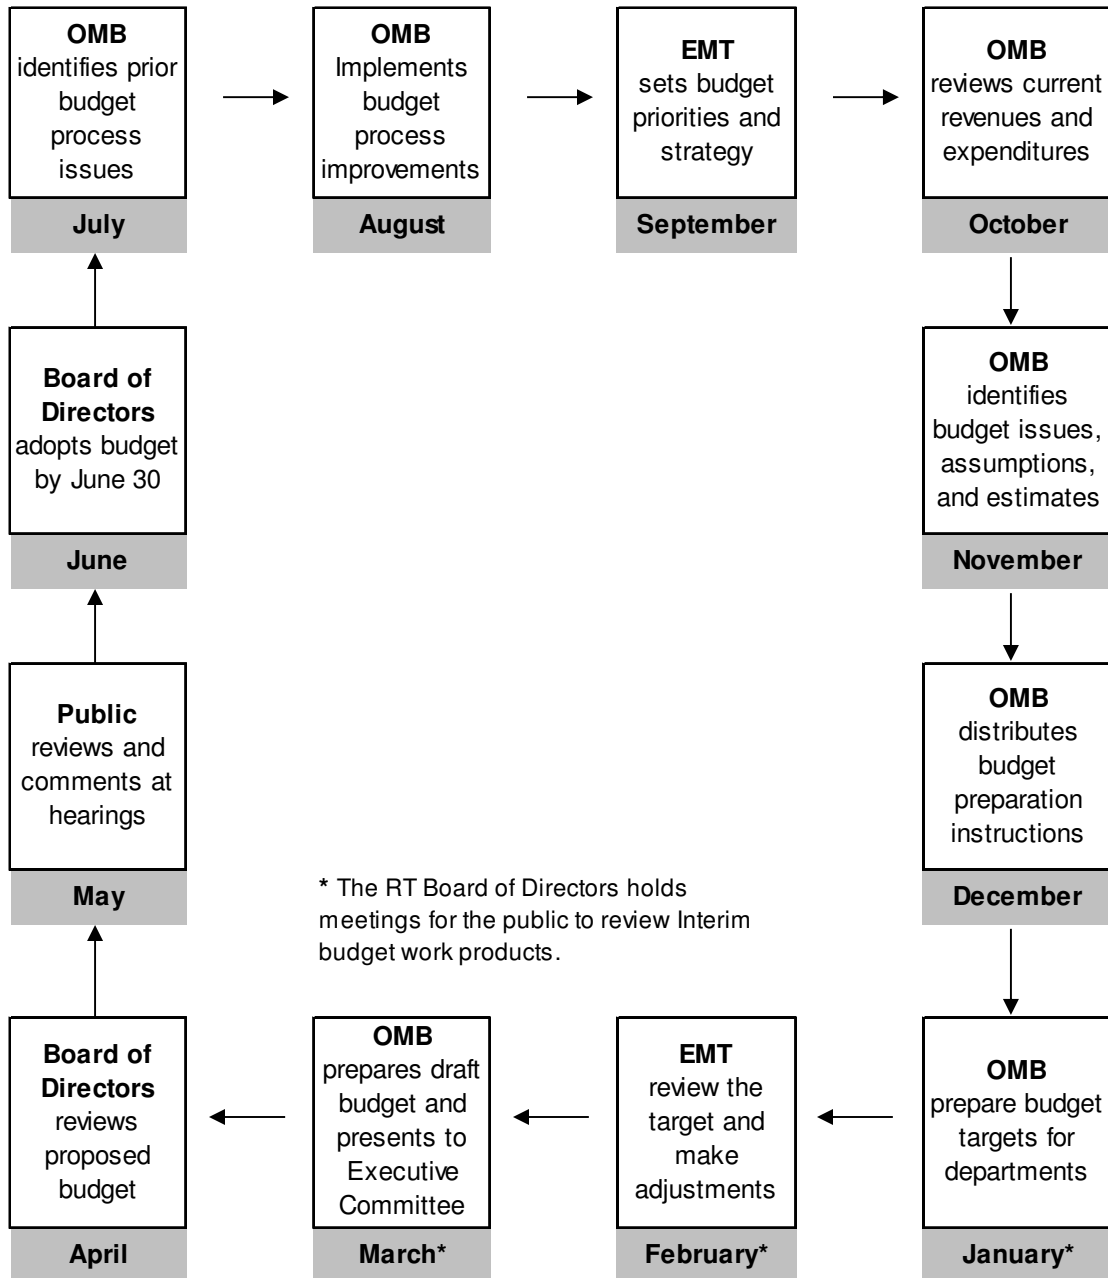 OMB
identifies prior
budget
process
issues
July
OMB
Implements
budget
process
improvements
August
EMT
sets budget
priorities and
strategy
September
OMB
reviews current
revenues and
expenditures
October
OMB
identifies
budget issues,
assumptions,
and estimates
November
OMB
distributes
budget
preparation
instructions
December
OMB
prepare budget
targets for
departments
January*
EMT
review the
target and
make
adjustments
February*
OMB
prepares draft
budget and
presents to
Executive
Committee
March*
Board of
Directors
reviews
proposed
budget
April
Public
reviews and
comments at
hearings
May
Board of
Directors
adopts budget
by June 30
June
* The RT Board of Directors holds
meetings for the public to review Interim
budget work products.